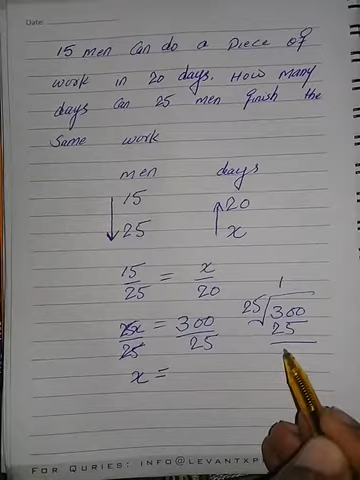 Date:
15 men can do a piece of
work in 20 days. How many
days can 25 men finish the
same work
men days
15 20
25 x
15/25 = x/20
25x/25 = 300/25
x =
1
25√300
25
FOR QURIES: INFO@LEVANTXP